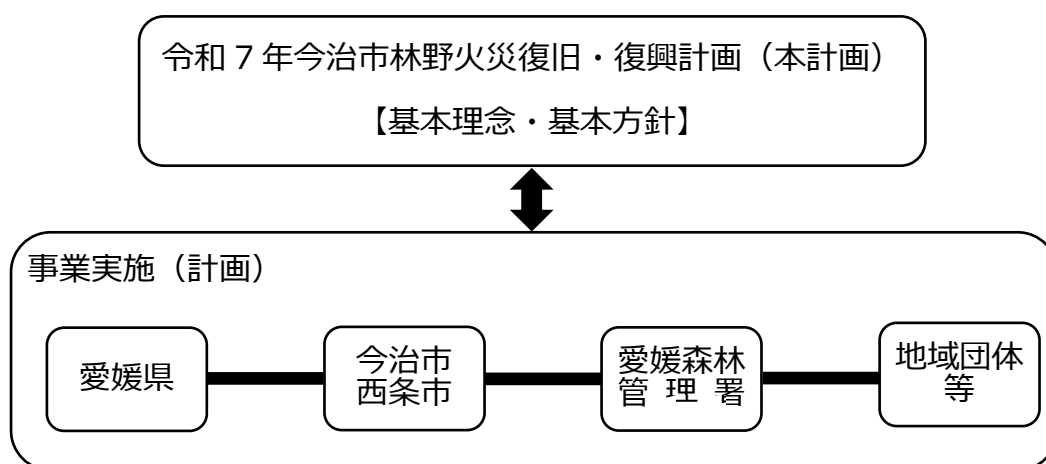 令和7年今治市林野火災復旧・復興計画（本計画）
【基本理念・基本方針】
事業実施（計画）
愛媛県
今治市
西条市
愛媛森林
管理署
地域団体
等